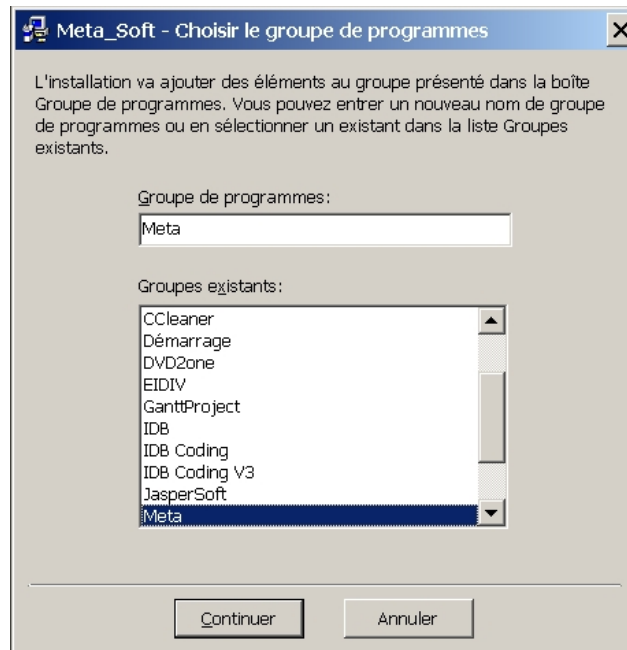 Meta_Soft - Choisir le groupe de programmes
L'installation va ajouter des éléments au groupe présenté dans la boîte
Groupe de programmes. Vous pouvez entrer un nouveau nom de groupe
de programmes ou en sélectionner un existant dans la liste Groupes
existants.
Groupe de programmes:
Meta
Groupes existants:
CCleaner
Démarrage
DVD2one
EIDIV
GanttProject
IDB
IDB Coding
IDB Coding V3
JasperSoft
Meta
Continuer
Annuler